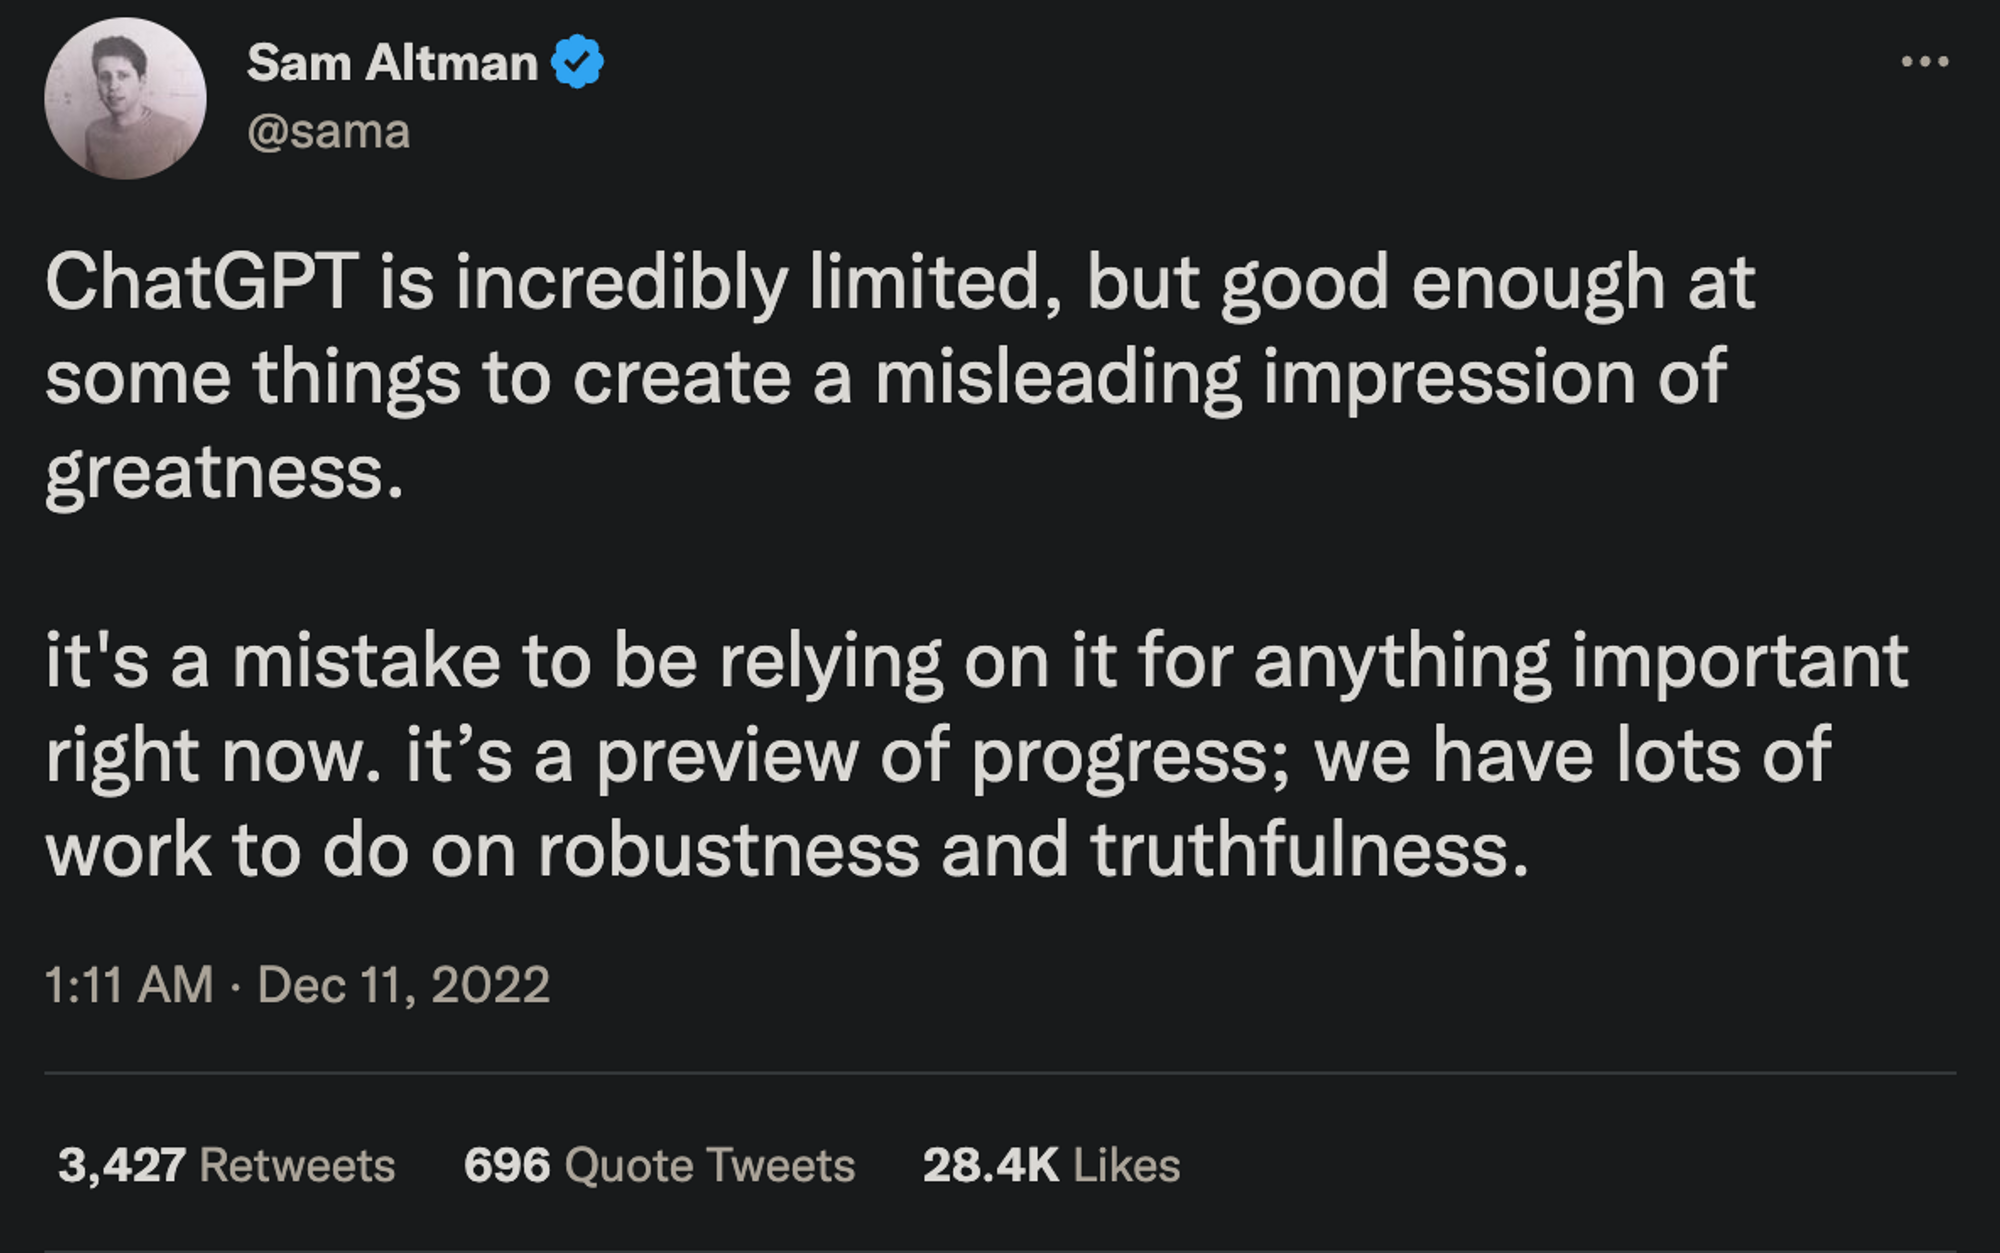 Sam Altman
@sama
ChatGPT is incredibly limited, but good enough at
some things to create a misleading impression of
greatness.
it's a mistake to be relying on it for anything important
right now. it’s a preview of progress; we have lots of
work to do on robustness and truthfulness.
1:11 AM · Dec 11, 2022
3,427 Retweets 696 Quote Tweets 28.4K Likes